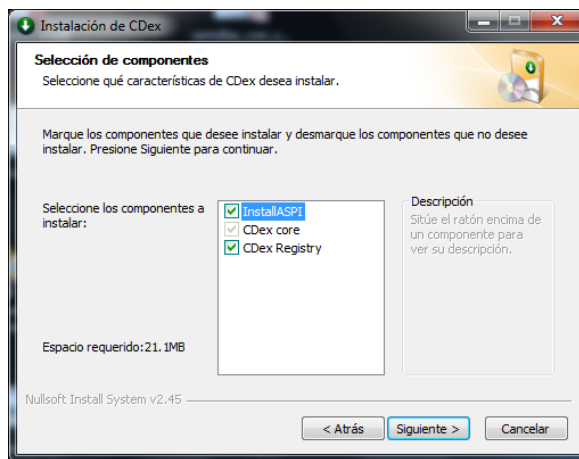 Instalación de CDex
Selección de componentes
Seleccione qué características de CDex desea instalar.
Marque los componentes que desee instalar y desmarque los componentes que no desee
instalar. Presione Siguiente para continuar.
Seleccione los componentes a
instalar:
InstallASPI
CDex core
CDex Registry
Descripción
Sitúe el ratón encima de
un componente para
ver su descripción.
Espacio requerido:21.1MB
Nullsoft Install System v2.45
< Atrás
Siguiente >
Cancelar